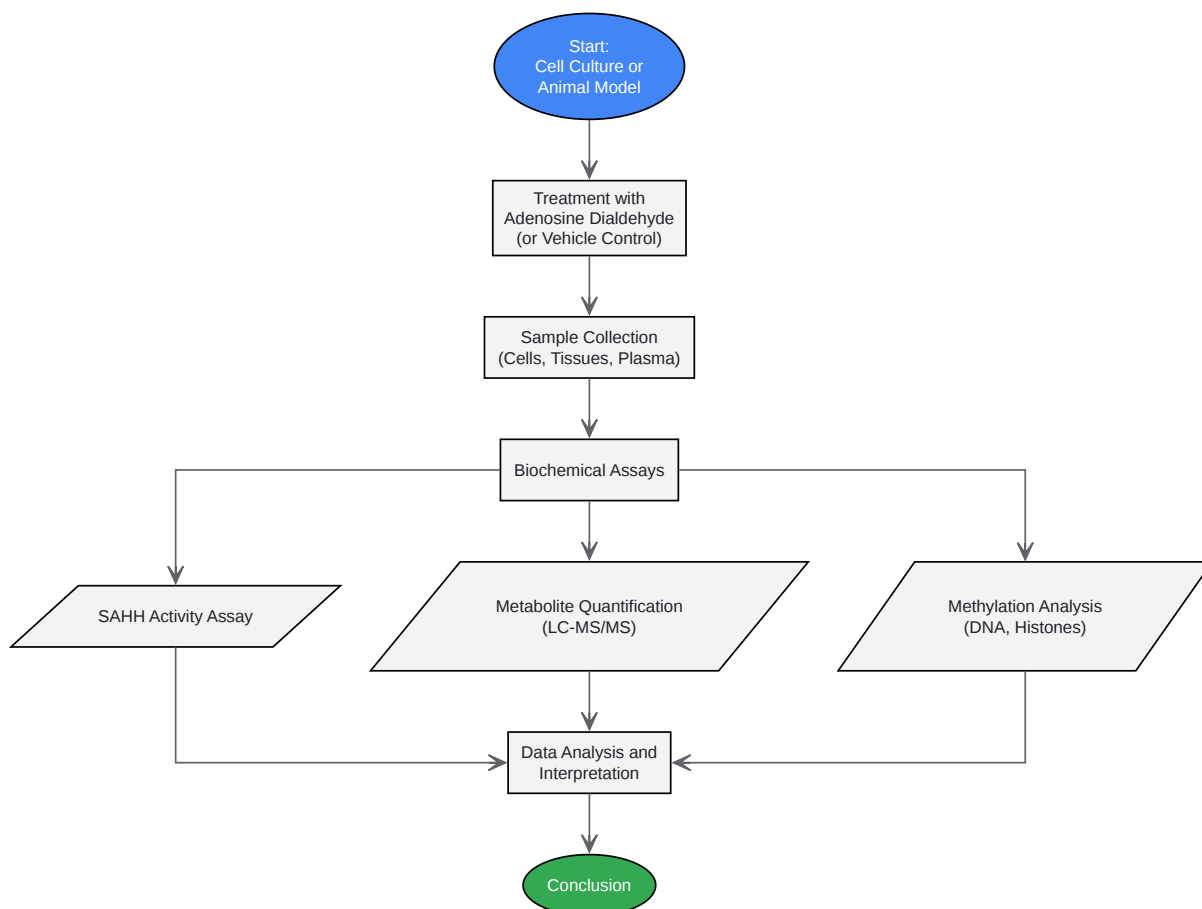 Start:
Cell Culture or
Animal Model
Treatment with
Adenosine Dialdehyde
(or Vehicle Control)
Sample Collection
(Cells, Tissues, Plasma)
Biochemical Assays
SAHH Activity Assay
Metabolite Quantification
(LC-MS/MS)
Methylation Analysis
(DNA, Histones)
Data Analysis and
Interpretation
Conclusion